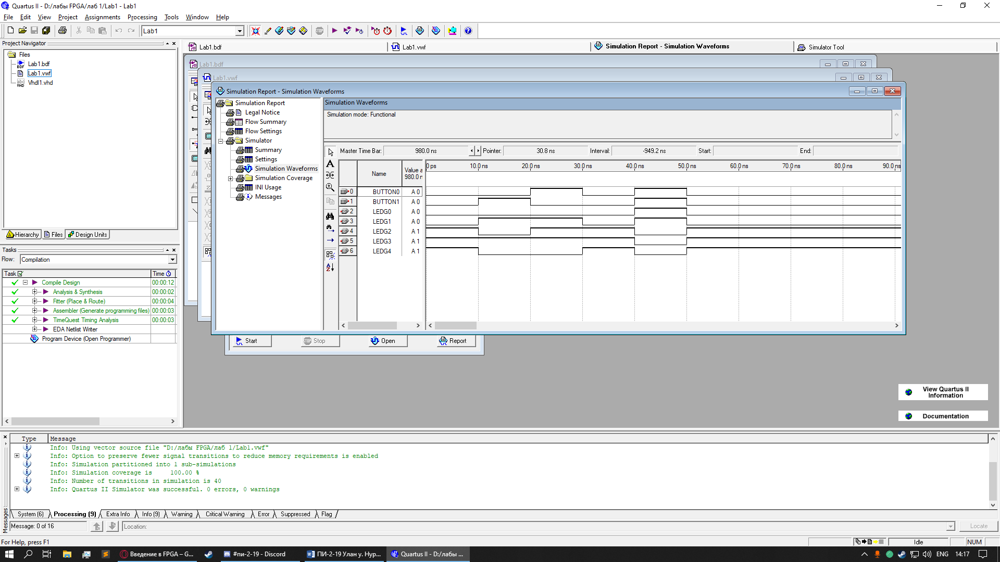 Quartus II - D:/лабы FPGA/лаб 1/Lab1 - Lab1
File Edit View Project Assignments Processing Tools Window Help
Lab1
Project Navigator
Files
Lab1.bdf
Lab1.vwf
Vhdl1.vhd
Hierarchy Files Design Units
Tasks
Flow: Compilation
Task Time
Compile Design 00:00:12
Analysis & Synthesis 00:00:02
Fitter (Place & Route) 00:00:04
Assembler (Generate programming files) 00:00:03
TimeQuest Timing Analysis 00:00:03
EDA Netlist Writer
Program Device (Open Programmer)
Lab1.bdf Lab1.vwf Simulation Report - Simulation Waveforms Simulator Tool
Lab1.bdf
Lab1.vwf
Simulation Report - Simulation Waveforms
Simulation Report
Legal Notice
Flow Summary
Flow Settings
Simulator
Summary
Settings
Simulation Waveforms
Simulation Coverage
INI Usage
Messages
Simulation Waveforms
Simulation mode: Functional
Master Time Bar: 980.0 ns Pointer: 30.8 ns Interval: -949.2 ns Start: End:
Name Value a 980.0 n
0 ps 10.0 ns 20.0 ns 30.0 ns 40.0 ns 50.0 ns 60.0 ns 70.0 ns 80.0 ns 90.0 ns
0 BUTTON0 A 0
1 BUTTON1 A 0
2 LEDG0 A 0
3 LEDG1 A 0
4 LEDG2 A 1
5 LEDG3 A 1
6 LEDG4 A 1
Start Stop Open Report
View Quartus II
Information
Documentation
Type Message
Info: Using vector source file "D:/лабы FPGA/лаб 1/Lab1.vwf"
Info: Option to preserve fewer signal transitions to reduce memory requirements is enabled
Info: Simulation partitioned into 1 sub-simulations
Info: Simulation coverage is 100.00 %
Info: Number of transitions in simulation is 40
Info: Quartus II Simulator was successful. 0 errors, 0 warnings
System (6) Processing (9) Extra Info Info (9) Warning Critical Warning Error Suppressed Flag
Messages
Message: 0 of 16 Location: Locate
For Help, press F1 Idle NUM
Введение в FPGA – G... #пи-2-19 - Discord ПИ-2-19 Улан у. Нур... Quartus II - D:/лабы ... ENG 14:17